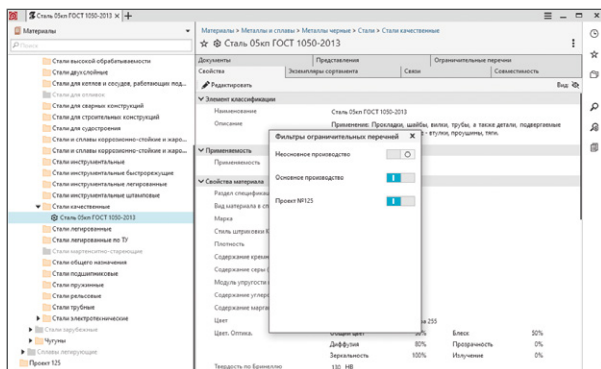 Сталь 05кп ГОСТ 1050-2013 ×
Материалы
Поиск
Стали высокой обрабатываемости
Стали двухслойные
Стали для котлов и сосудов, работающих под...
Стали для отливок
Стали для сварных конструкций
Стали для строительных конструкций
Стали для судостроения
Стали и сплавы коррозионно-стойкие и жаро...
Стали и сплавы коррозионно-стойкие и жаро...
Стали инструментальные
Стали инструментальные быстрорежущие
Стали инструментальные легированные
Стали инструментальные штамповые
Стали качественные
Сталь 05кп ГОСТ 1050-2013
Стали легированные
Стали легированные по ТУ
Стали мартенситно-стареющие
Стали общего назначения
Стали подшипниковые
Стали пружинные
Стали рельсовые
Стали трубные
Стали электротехнические
Стали зарубежные
Чугуны
Сплавы легирующие
Проект 125
Материалы > Металлы и сплавы > Металлы черные > Стали > Стали качественные
Сталь 05кп ГОСТ 1050-2013
Документы Представления Ограничительные перечни
Свойства Экземпляры сортамента Связи Совместимость
Редактировать Вид:
Элемент классификации
Наименование Сталь 05кп ГОСТ 1050-2013
Описание Применение: Прокладки, шайбы, вилки, трубы, а также детали, подвергаемые
- втулки, проушины, тяги.
Применяемость
Применяемость
Свойства материала
Раздел спецификац
Вид материала в сп
Марка
Стиль штриховки К
Плотность
Содержание кремн
Содержание серы (
Модуль упругости
Содержание углеро
Содержание марган
Цвет 255
Цвет. Оптика. Общий цвет 50% Блеск 50%
Диффузия 80% Прозрачность 0%
Зеркальность 100% Излучение 0%
Твердость по Бринеллю 130 HB
Фильтры ограничительных перечней ×
Неосновное производство
Основное производство
Проект №125